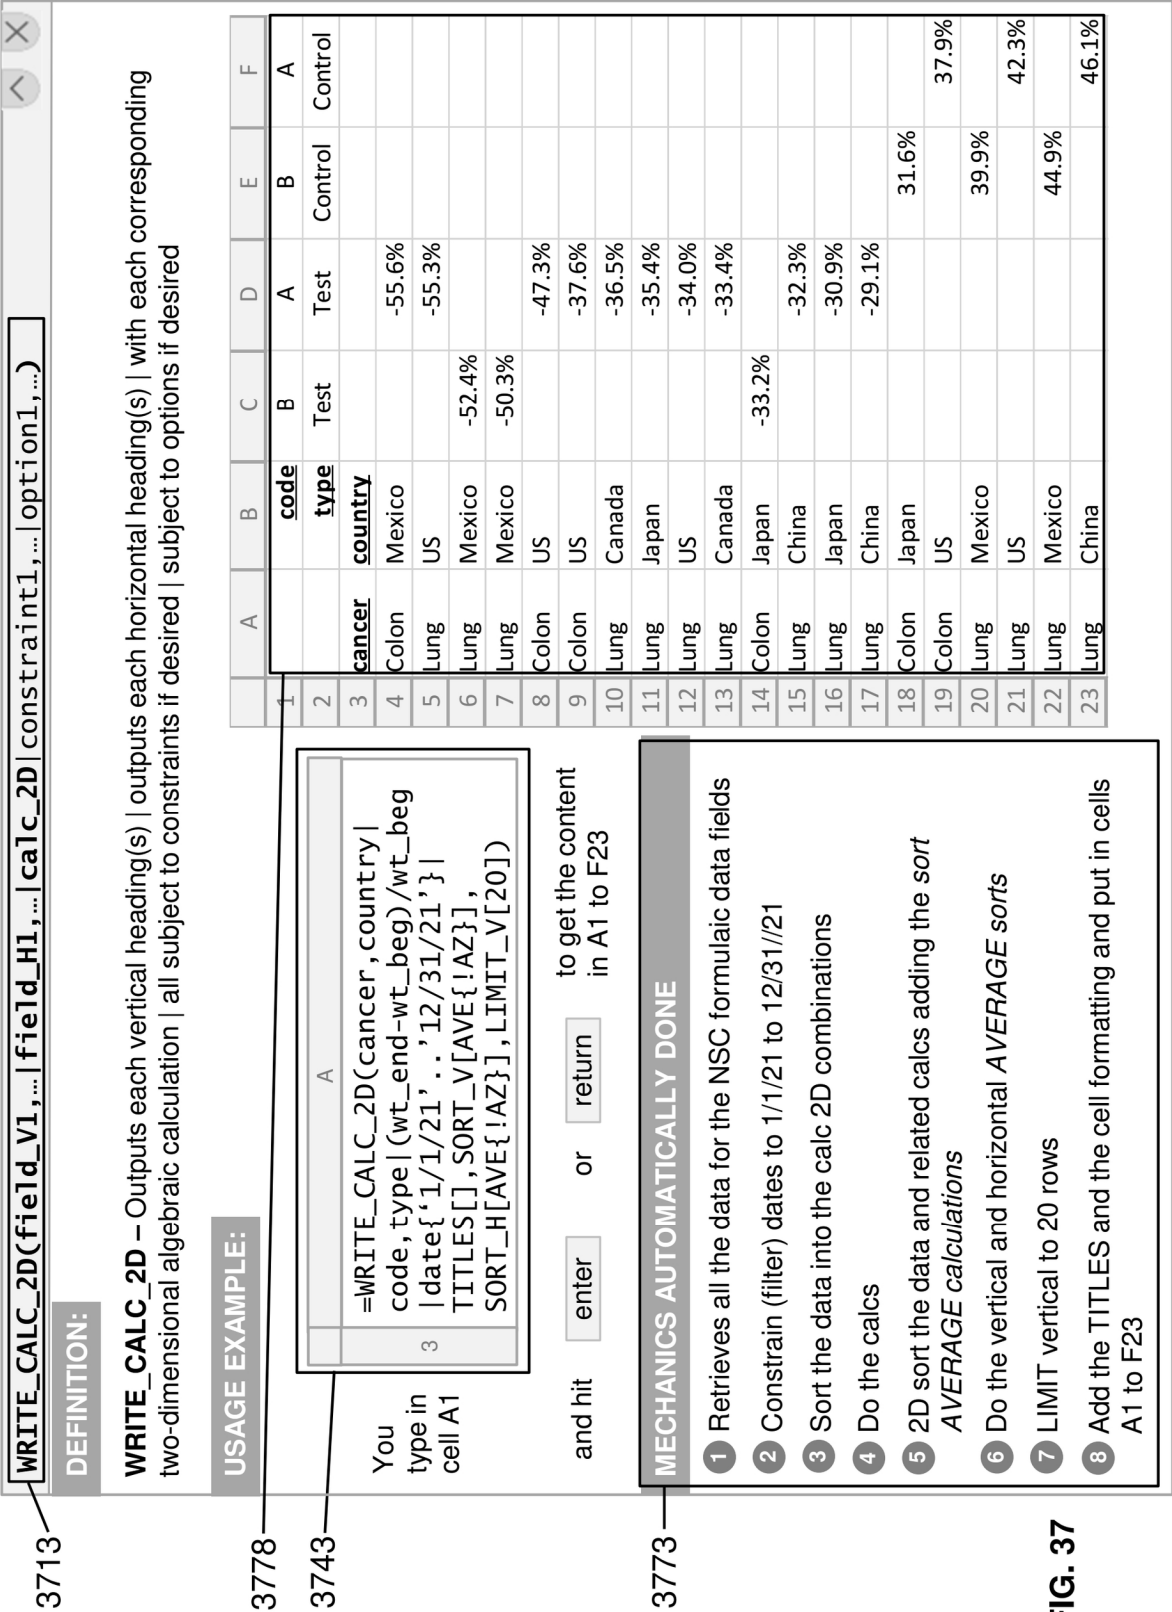 WRITE_CALC_2D(field_V1,…|field_H1,…|calc_2D|constraint1,…|option1,…)
DEFINITION:
WRITE_CALC_2D – Outputs each vertical heading(s) | outputs each horizontal heading(s) | with each corresponding
two-dimensional algebraic calculation | all subject to constraints if desired | subject to options if desired
USAGE EXAMPLE:
You
type in
cell A1
A
3
=WRITE_CALC_2D(cancer,country|
code,type|(wt_end-wt_beg)/wt_beg
|date{‘1/1/21’..’12/31/21’}|
TITLES[],SORT_V[AVE{!AZ}],
SORT_H[AVE{!AZ}],LIMIT_V[20])
and hit enter or return to get the content
in A1 to F23
MECHANICS AUTOMATICALLY DONE
1 Retrieves all the data for the NSC formulaic data fields
2 Constrain (filter) dates to 1/1/21 to 12/31//21
3 Sort the data into the calc 2D combinations
4 Do the calcs
5 2D sort the data and related calcs adding the sort
AVERAGE calculations
6 Do the vertical and horizontal AVERAGE sorts
7 LIMIT vertical to 20 rows
8 Add the TITLES and the cell formatting and put in cells
A1 to F23
A B C D E F
1 code B A B A
2 type Test Test Control Control
3 cancer country
4 Colon Mexico -55.6%
5 Lung US -55.3%
6 Lung Mexico -52.4%
7 Lung Mexico -50.3%
8 Colon US -47.3%
9 Colon US -37.6%
10 Lung Canada -36.5%
11 Lung Japan -35.4%
12 Lung US -34.0%
13 Lung Canada -33.4%
14 Colon Japan -33.2%
15 Lung China -32.3%
16 Lung Japan -30.9%
17 Lung China -29.1%
18 Colon Japan 31.6%
19 Colon US 37.9%
20 Lung Mexico 39.9%
21 Lung US 42.3%
22 Lung Mexico 44.9%
23 Lung China 46.1%
3713
3778
3743
3773
IG. 37